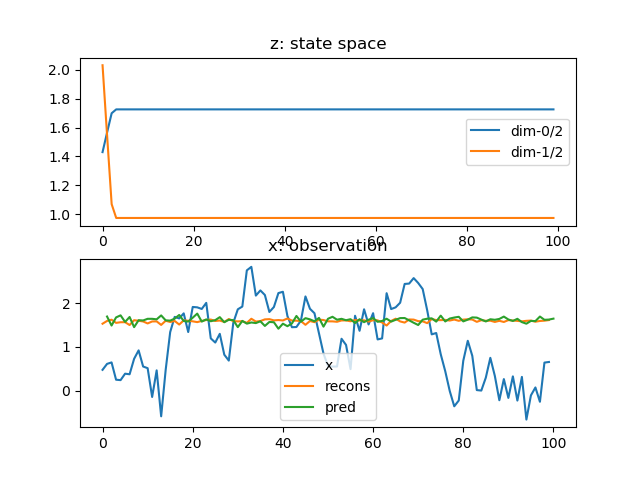 z: state space
2.0
1.8
1.6
1.4
1.2
1.0
dim-0/2
dim-1/2
0 20 40 60 80 100
x: observation
2
1
0
x
recons
pred
0 20 40 60 80 100